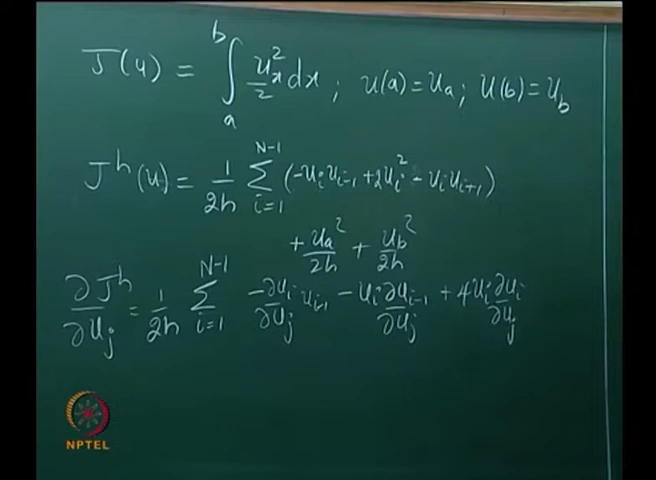 J(u) = ∫_a^b u_x^2/2 dx ; u(a) = u_a ; u(b) = u_b
J^h(u) = 1/2h Σ_{i=1}^{N-1} (-u_i u_{i-1} + 2u_i^2 - u_i u_{i+1})
+ u_a^2/2h + u_b^2/2h
∂J^h/∂u_j = 1/2h Σ_{i=1}^{N-1} -∂u_i/∂u_j u_{i-1} - u_i ∂u_{i-1}/∂u_j + 4u_i ∂u_i/∂u_j
NPTEL